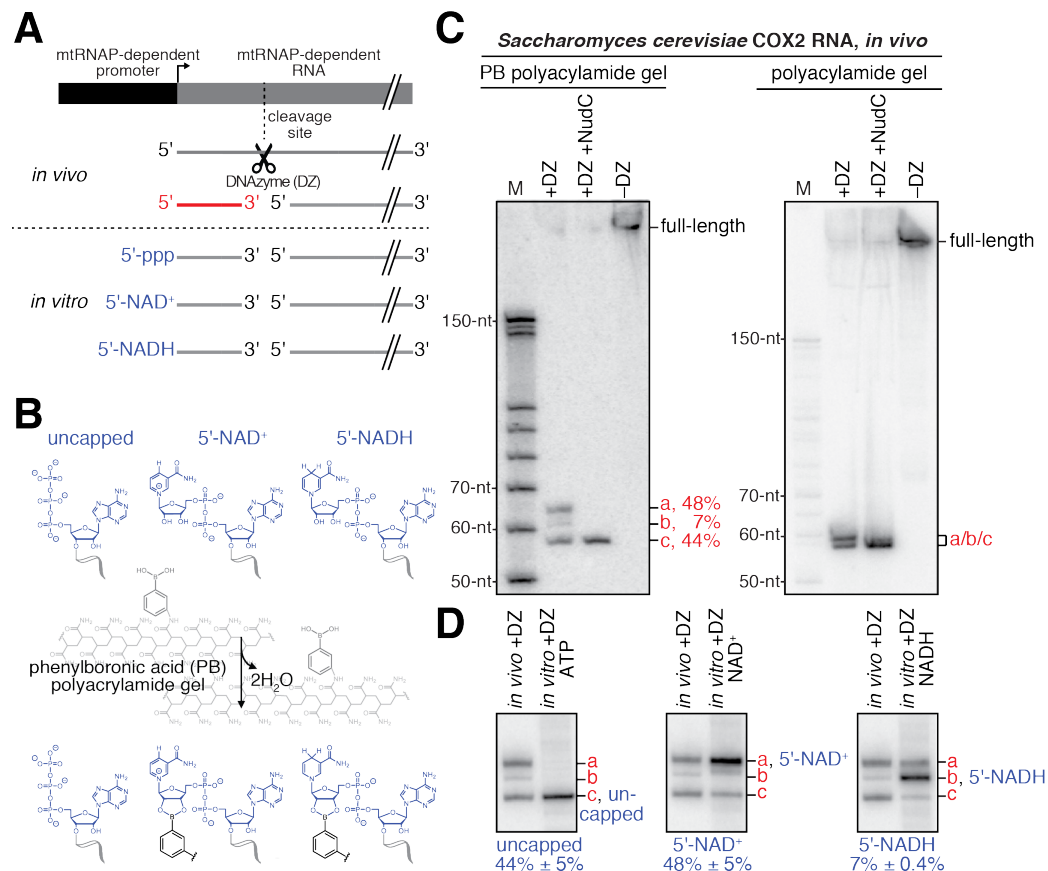 A
mtRNAP-dependent
promoter
mtRNAP-dependent
RNA
cleavage
site
5'
3'
in vivo
DNAzyme (DZ)
5'
3'
5'
3'
5'-ppp
3'
5'
3'
in vitro
5'-NAD⁺
3'
5'
3'
5'-NADH
3'
5'
3'
B
uncapped
5'-NAD⁺
5'-NADH
phenylboronic acid (PB)
polyacrylamide gel
2H₂O
C
Saccharomyces cerevisiae COX2 RNA, in vivo
PB polyacylamide gel
M
+DZ
+DZ +NudC
–DZ
full-length
150-nt
70-nt
60-nt
50-nt
a, 48%
b, 7%
c, 44%
polyacylamide gel
M
+DZ
+DZ +NudC
–DZ
full-length
150-nt
70-nt
60-nt
50-nt
a/b/c
D
in vivo +DZ
in vitro +DZ
ATP
a
b
c, un-
capped
uncapped
44% ± 5%
in vivo +DZ
in vitro +DZ
NAD⁺
a, 5'-NAD⁺
b
c
5'-NAD⁺
48% ± 5%
in vivo +DZ
in vitro +DZ
NADH
a
b, 5'-NADH
c
5'-NADH
7% ± 0.4%